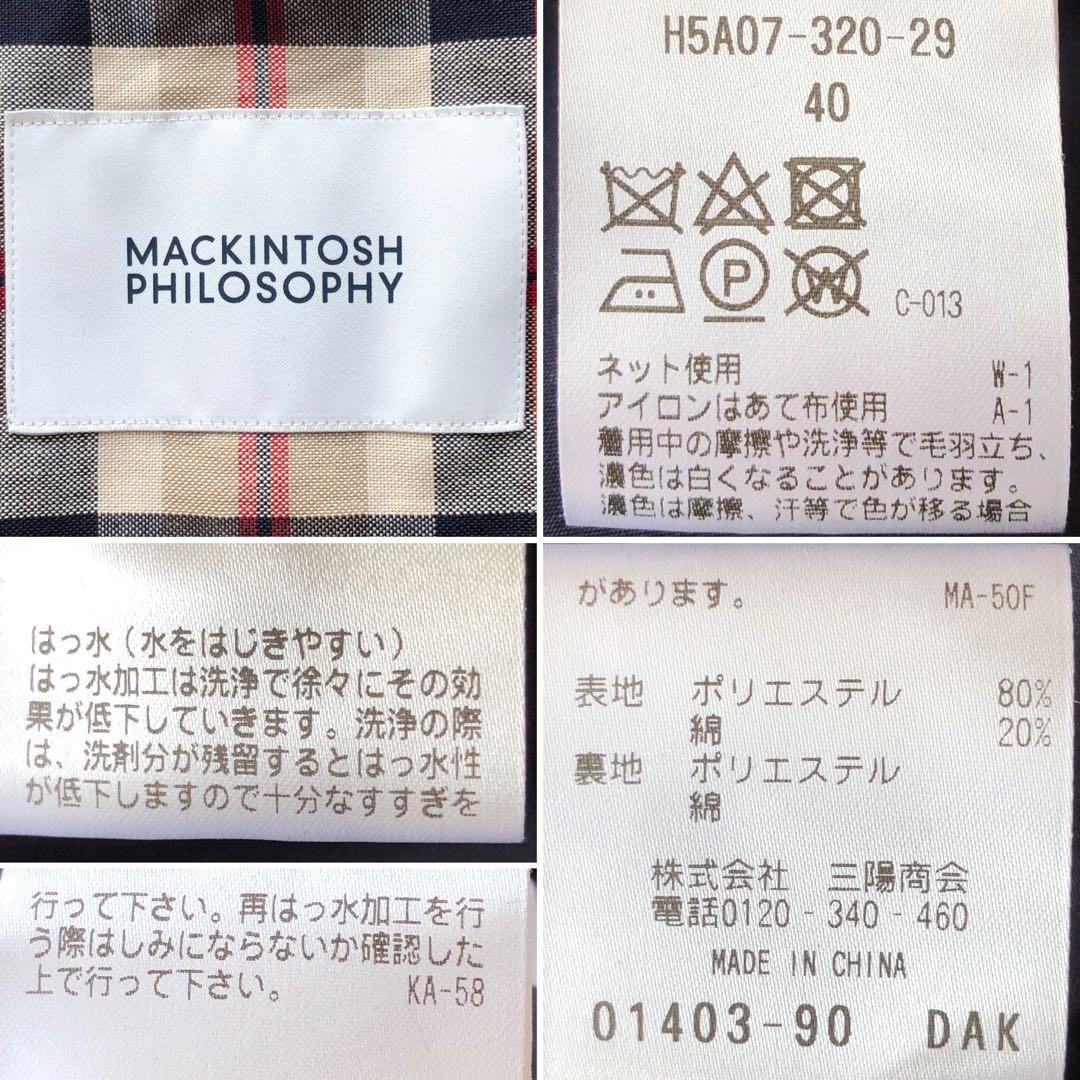 MACKINTOSH
PHILOSOPHY
H5A07-320-29
40
P
W
C-013
ネット使用 W-1
アイロンはあて布使用 A-1
着用中の摩擦や洗浄等で毛羽立ち、
濃色は白くなることがあります。
濃色は摩擦、汗等で色が移る場合
はっ水(水をはじきやすい)
はっ水加工は洗浄で徐々にその効
果が低下していきます。洗浄の際
は、洗剤分が残留するとはっ水性
が低下しますので十分なすすぎを
行って下さい。再はっ水加工を行
う際はしみにならないか確認した
上で行って下さい。 KA-58
があります。 MA-50F
表地 ポリエステル 80%
綿 20%
裏地 ポリエステル
綿
株式会社 三陽商会
電話0120-340-460
MADE IN CHINA
01403-90 DAK